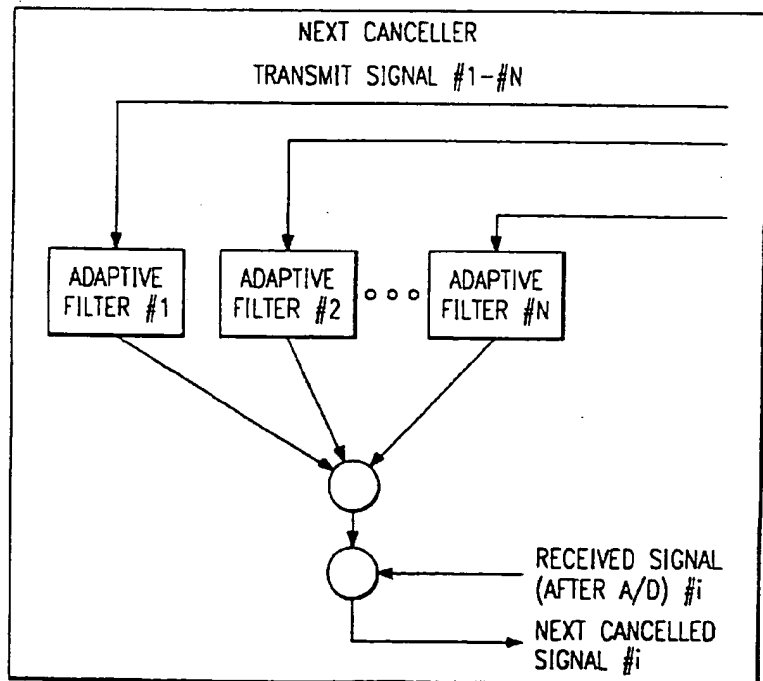 NEXT CANCELLER
TRANSMIT SIGNAL #1-#N
ADAPTIVE
FILTER #1
ADAPTIVE
FILTER #2
ADAPTIVE
FILTER #N
RECEIVED SIGNAL
(AFTER A/D) #i
NEXT CANCELLED
SIGNAL #i